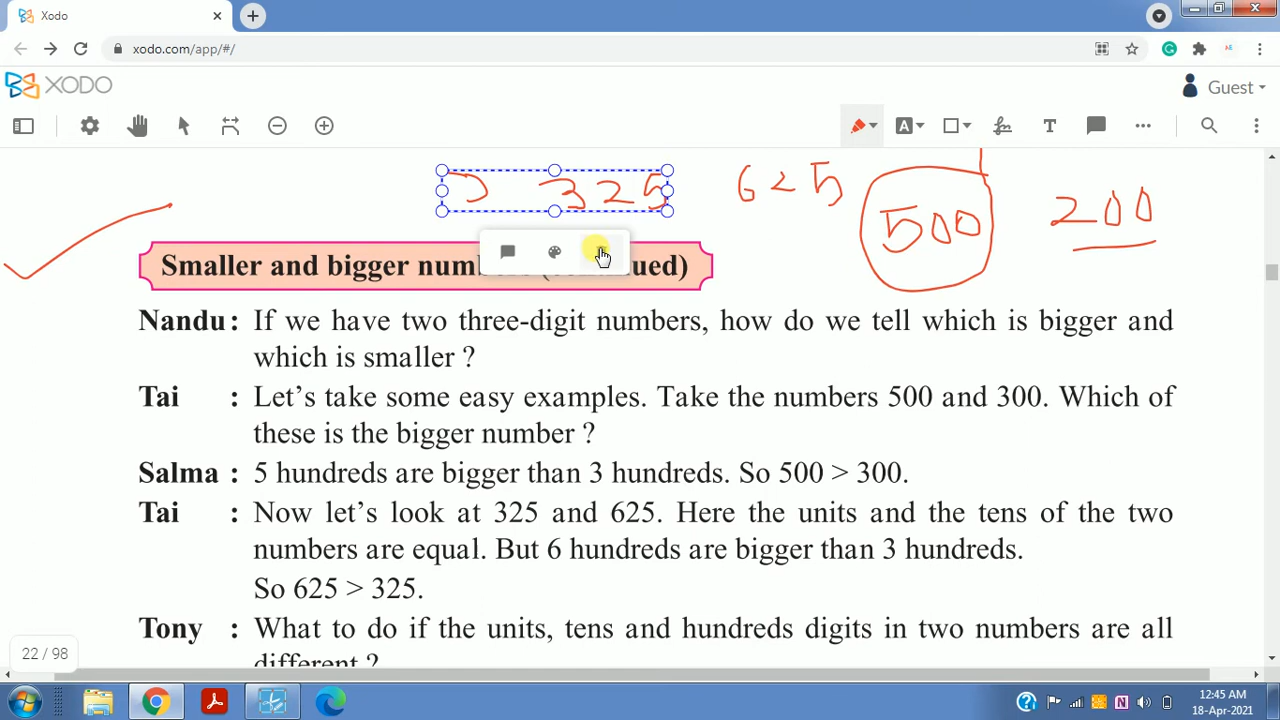 Xodo
xodo.com/app/#/
XODO
Guest
A
T
325 625 500 200
Smaller and bigger num ued)
Nandu : If we have two three-digit numbers, how do we tell which is bigger and
which is smaller ?
Tai : Let's take some easy examples. Take the numbers 500 and 300. Which of
these is the bigger number ?
Salma : 5 hundreds are bigger than 3 hundreds. So 500 > 300.
Tai : Now let's look at 325 and 625. Here the units and the tens of the two
numbers are equal. But 6 hundreds are bigger than 3 hundreds.
So 625 > 325.
Tony : What to do if the units, tens and hundreds digits in two numbers are all
different ?
22 / 98
12:45 AM
18-Apr-2021